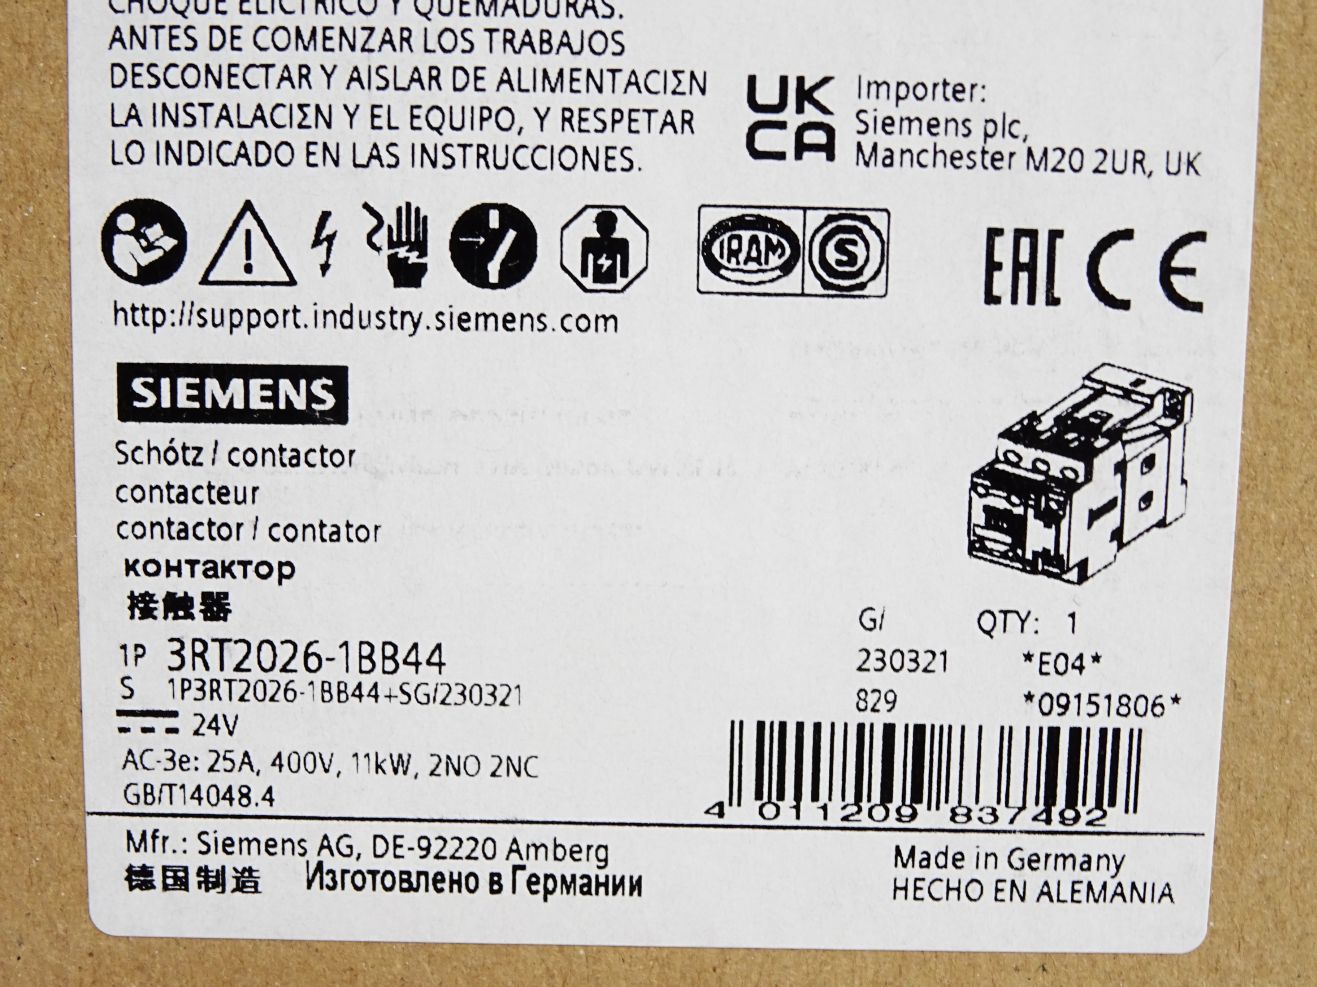 CHOQUE ELÉCTRICO Y QUEMADURAS.
ANTES DE COMENZAR LOS TRABAJOS
DESCONECTAR Y AISLAR DE ALIMENTACIΣN
LA INSTALACIΣN Y EL EQUIPO, Y RESPETAR
LO INDICADO EN LAS INSTRUCCIONES.
UK
CA
Importer:
Siemens plc,
Manchester M20 2UR, UK
IRAM
S
EAC
CE
http://support.industry.siemens.com
SIEMENS
Schótz / contactor
contacteur
contactor / contator
контактор
接触器
1P 3RT2026-1BB44
S 1P3RT2026-1BB44+SG/230321
24V
AC-3e: 25A, 400V, 11kW, 2NO 2NC
GB/T14048.4
G/ QTY: 1
230321 *E04*
829 *09151806*
4 011209 837492
Mfr.: Siemens AG, DE-92220 Amberg
德国制造 Изготовлено в Германии
Made in Germany
HECHO EN ALEMANIA